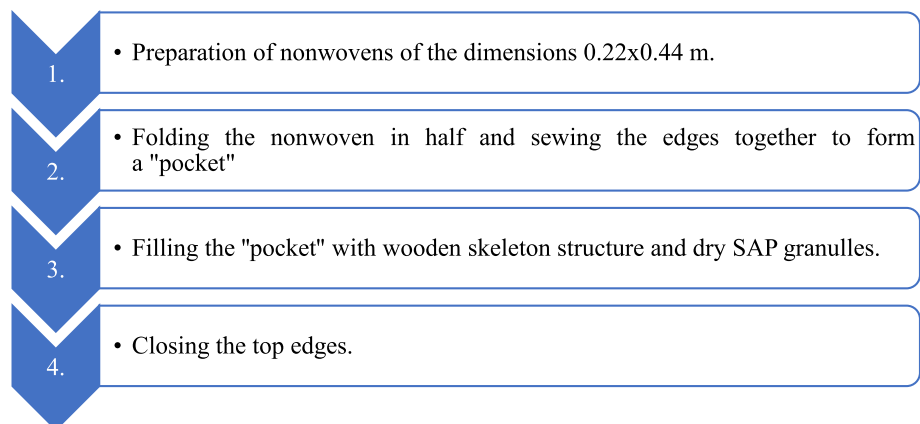 1.
• Preparation of nonwovens of the dimensions 0.22x0.44 m.
2.
• Folding the nonwoven in half and sewing the edges together to form
a "pocket"
3.
• Filling the "pocket" with wooden skeleton structure and dry SAP granulles.
4.
• Closing the top edges.